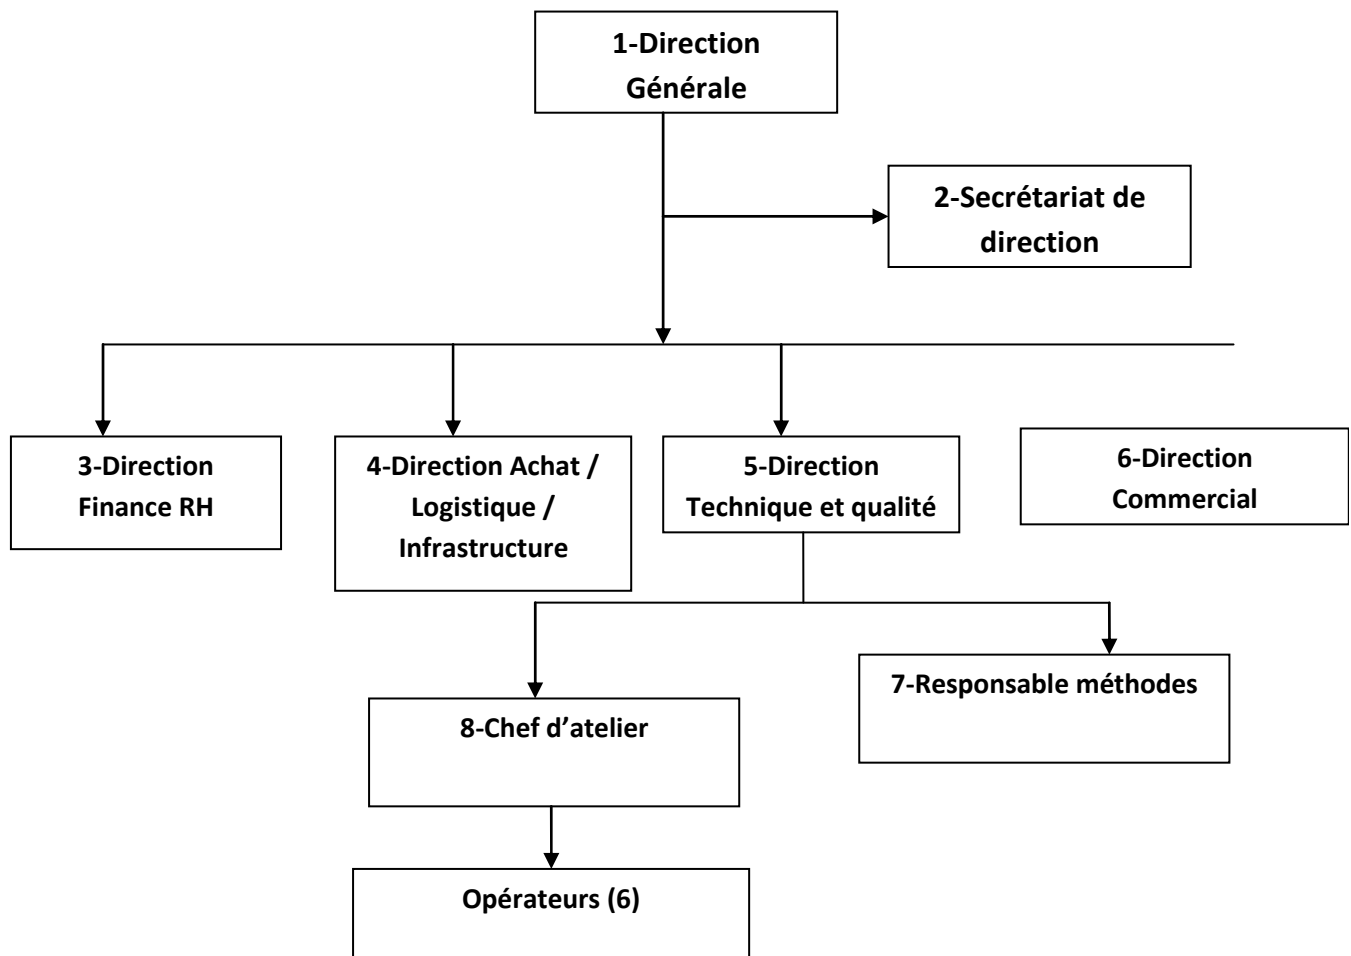 1-Direction
Générale
2-Secrétariat de
direction
3-Direction
Finance RH
4-Direction Achat /
Logistique /
Infrastructure
5-Direction
Technique et qualité
6-Direction
Commercial
7-Responsable méthodes
8-Chef d’atelier
Opérateurs (6)